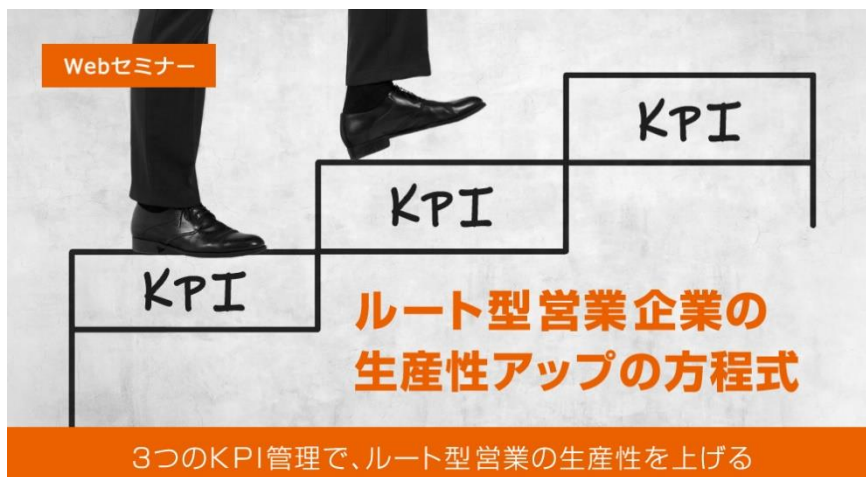 Webセミナー
KPI
KPI
KPI
ルート型営業企業の
生産性アップの方程式
3つのKPI管理で、ルート型営業の生産性を上げる